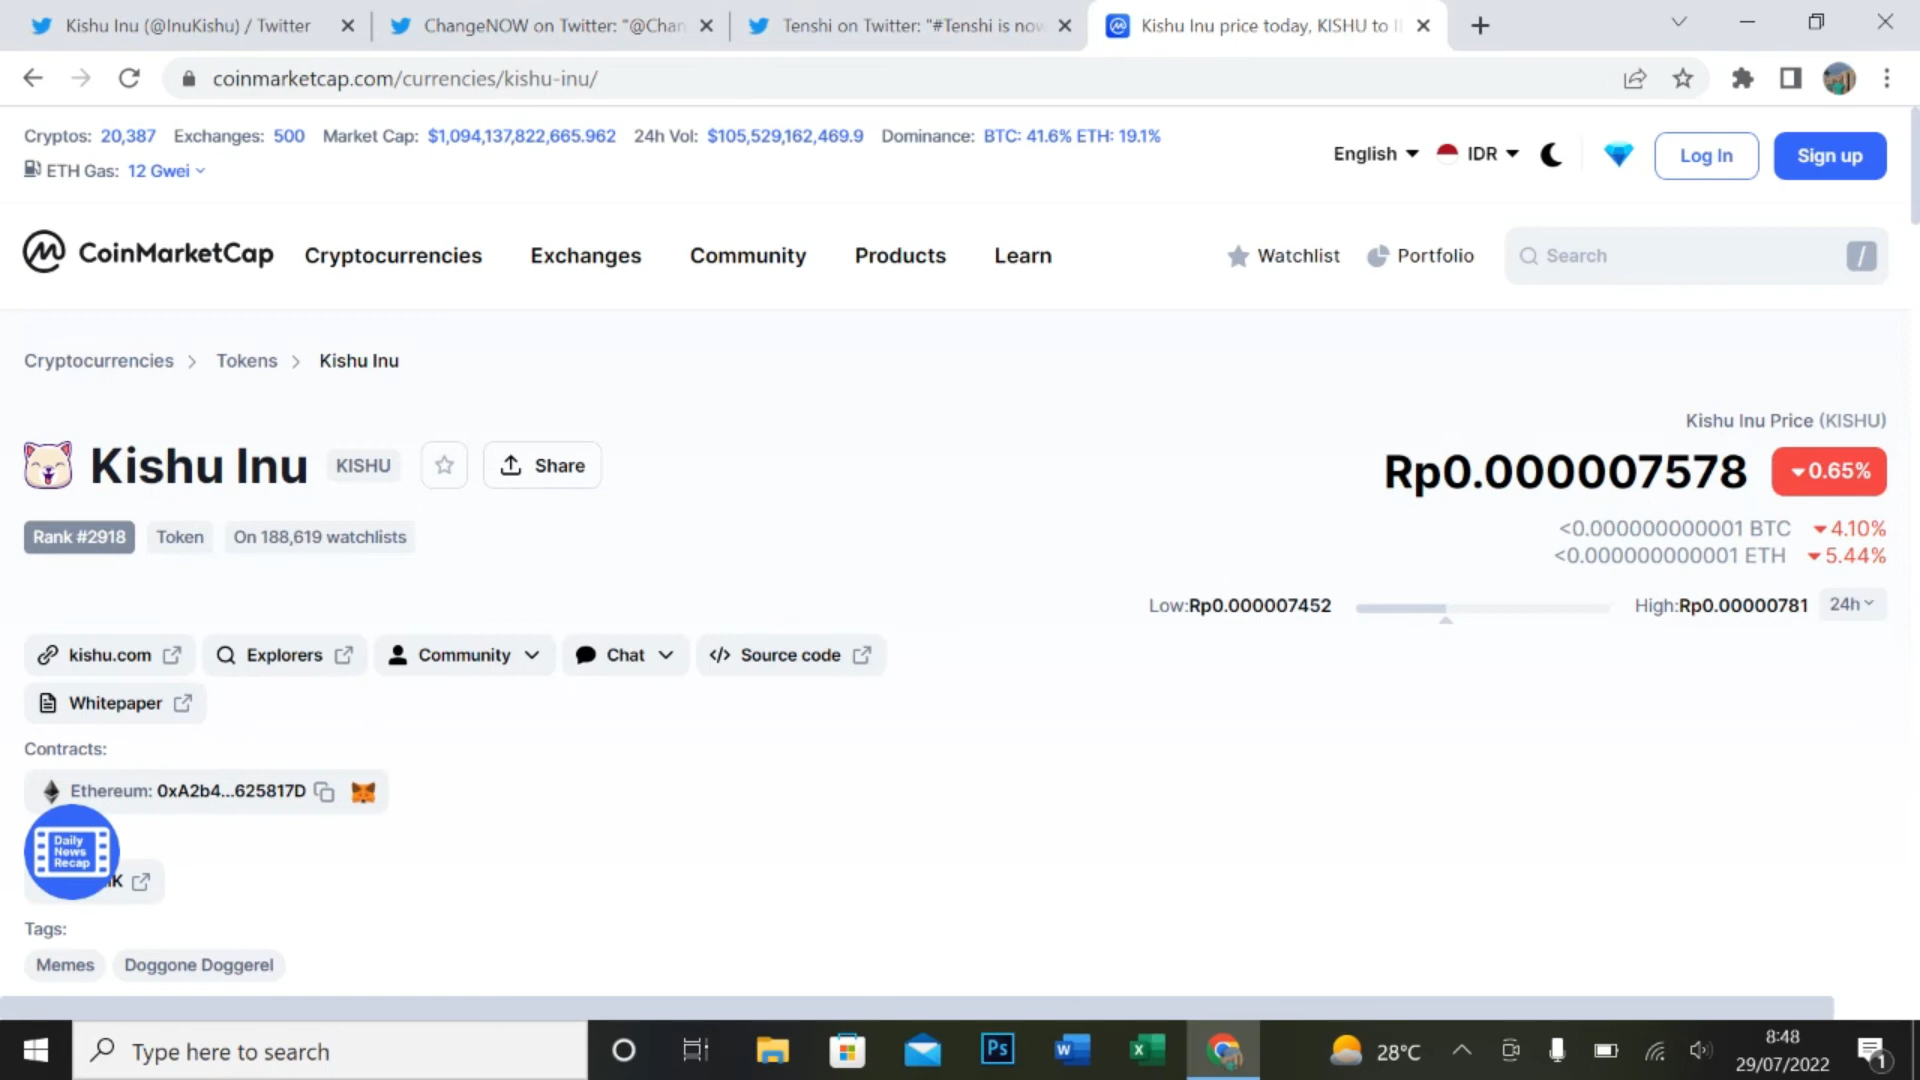 Kishu Inu (@InuKishu) / Twitter
ChangeNOW on Twitter: "@Chan
Tenshi on Twitter: "#Tenshi is now
Kishu Inu price today, KISHU to I
coinmarketcap.com/currencies/kishu-inu/
Cryptos: 20,387 Exchanges: 500 Market Cap: $1,094,137,822,665.962 24h Vol: $105,529,162,469.9 Dominance: BTC: 41.6% ETH: 19.1%
ETH Gas: 12 Gwei
English
IDR
Log In
Sign up
CoinMarketCap
Cryptocurrencies
Exchanges
Community
Products
Learn
Watchlist
Portfolio
Search
/
Cryptocurrencies > Tokens > Kishu Inu
Kishu Inu Price (KISHU)
Kishu Inu KISHU
Share
Rp0.000007578
0.65%
Rank #2918
Token
On 188,619 watchlists
<0.000000000001 BTC 4.10%
<0.000000000001 ETH 5.44%
Low:Rp0.000007452
High:Rp0.00000781
24h
kishu.com
Explorers
Community
Chat
Source code
Whitepaper
Contracts:
Ethereum: 0xA2b4...625817D
Daily
News
Recap
Tags:
Memes
Doggone Doggerel
Type here to search
Ps
28°C
8:48
29/07/2022
1